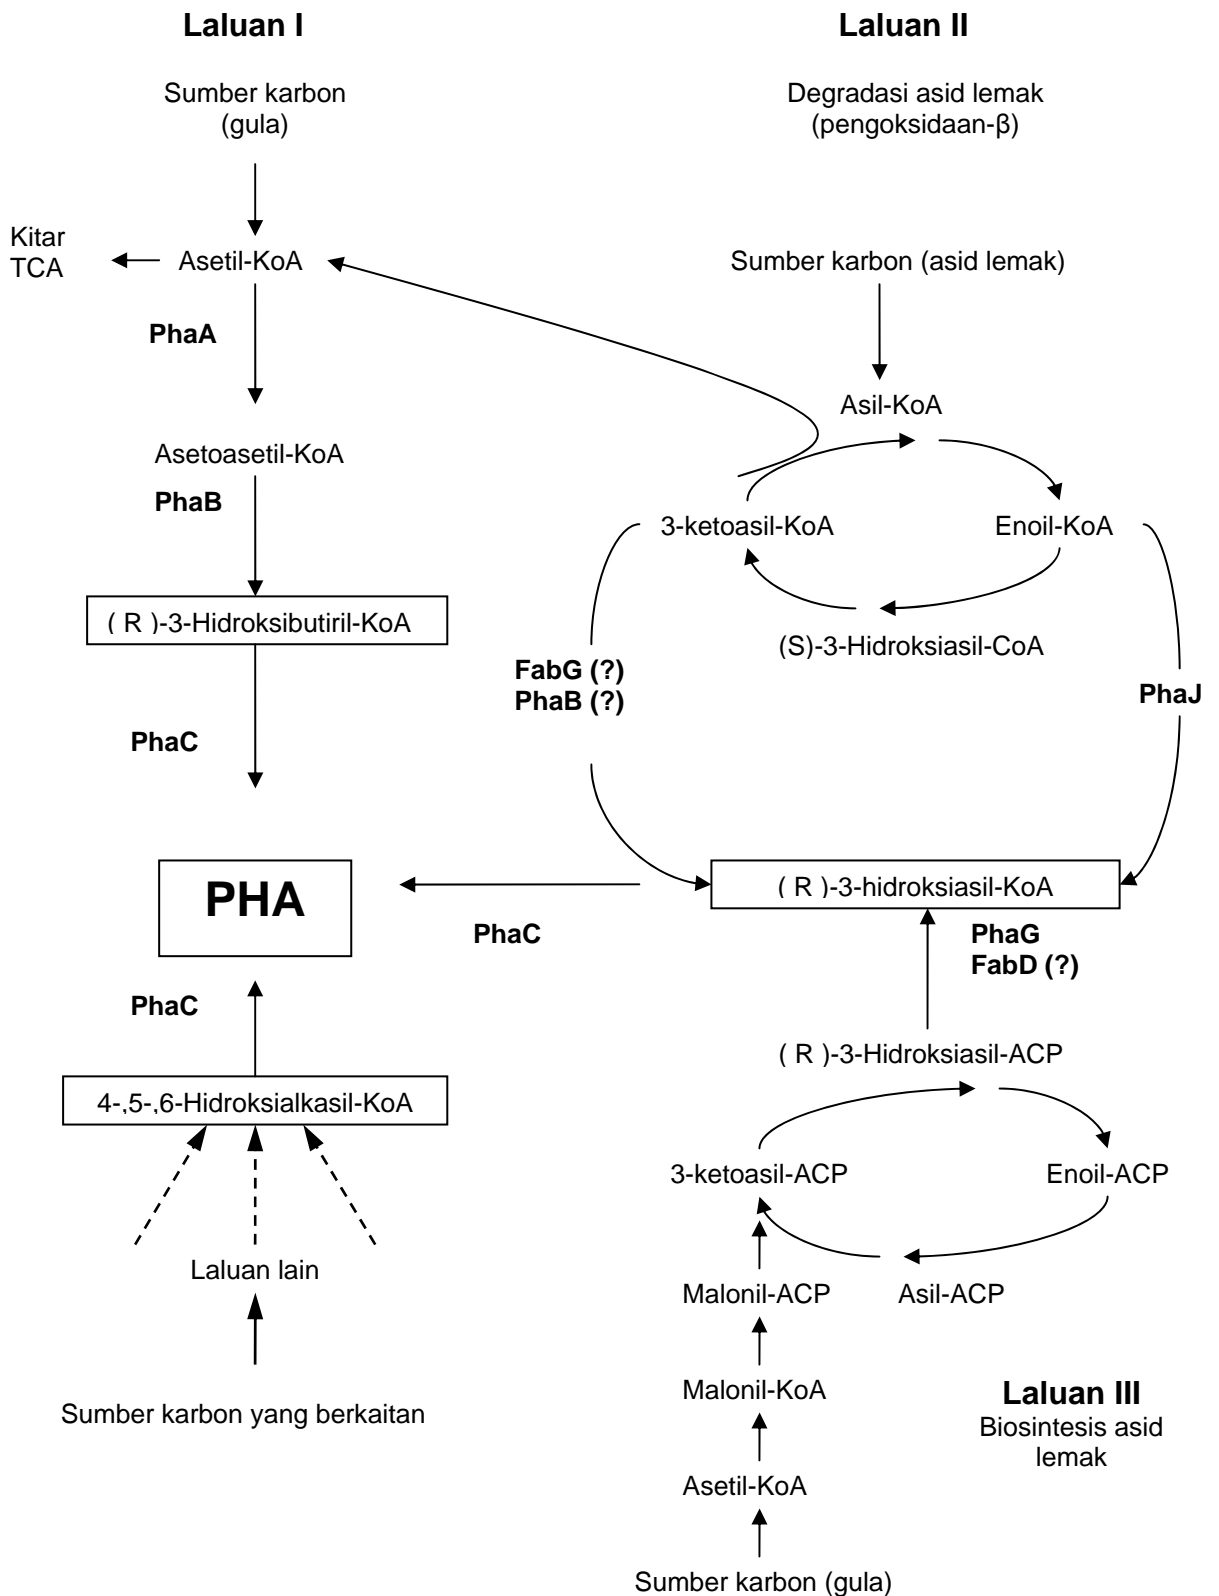 Laluan I
Sumber karbon
(gula)
Kitar
TCA
Asetil-KoA
PhaA
Asetoasetil-KoA
PhaB
( R )-3-Hidroksibutiril-KoA
PhaC
PHA
PhaC
4-,5-,6-Hidroksialkasil-KoA
Laluan lain
Sumber karbon yang berkaitan
Laluan II
Degradasi asid lemak
(pengoksidaan-β)
Sumber karbon (asid lemak)
Asil-KoA
3-ketoasil-KoA
Enoil-KoA
(S)-3-Hidroksiasil-CoA
FabG (?)
PhaB (?)
PhaJ
( R )-3-hidroksiasil-KoA
PhaC
PhaG
FabD (?)
( R )-3-Hidroksiasil-ACP
3-ketoasil-ACP
Enoil-ACP
Malonil-ACP
Asil-ACP
Malonil-KoA
Laluan III
Biosintesis asid
lemak
Asetil-KoA
Sumber karbon (gula)